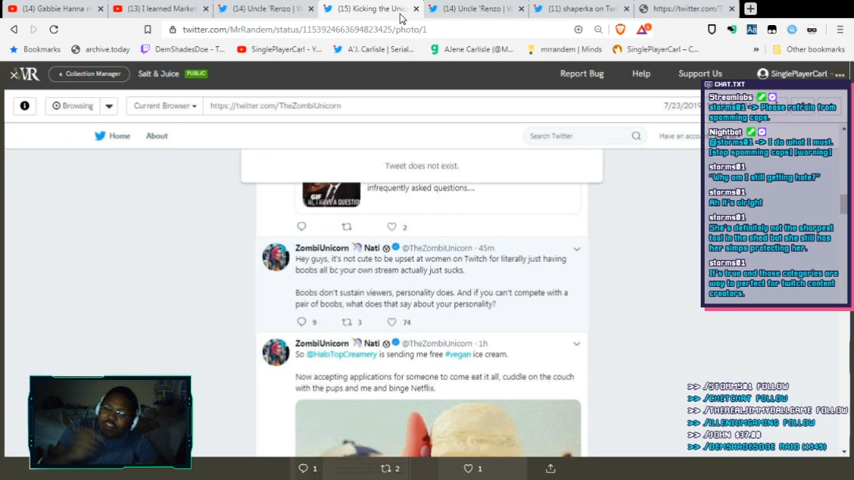 (14) Gabbie Hanna n
(13) I learned Market
(14) Uncle 'Renzo |
(15) Kicking the Unic
(14) Uncle 'Renzo | W
(11) shaperka on Tw
https://twitter.com/T
twitter.com/MrRandem/status/1153924663694823425/photo/1
Bookmarks
archive.today
DemShadesDoe - T
SinglePlayerCarl - Y
A.J. Carlisle | Serial
Alene Carlisle (@M
mrrandem | Minds
SinglePlayerCarl – C
Other bookmarks
VR
Collection Manager
Salt & Juice
PUBLIC
Report Bug
Help
Support Us
SinglePlayerCarl
Browsing
Current Browser
https://twitter.com/TheZombiUnicorn
7/23/2019
Home
About
Search Twitter
Have an acco
Tweet does not exist.
GIF
HI, I HAVE A QUESTION
infrequently asked questions....
2
ZombiUnicorn Nati @TheZombiUnicorn · 45m
Hey guys, it's not cute to be upset at women on Twitch for literally just having
boobs all bc your own stream actually just sucks.
Boobs don't sustain viewers, personality does. And if you can't compete with a
pair of boobs, what does that say about your personality?
9 3 74
ZombiUnicorn Nati @TheZombiUnicorn · 1h
So @HaloTopCreamery is sending me free #vegan ice cream.
Now accepting applications for someone to come eat it all, cuddle on the couch
with the pups and me and binge Netflix.
1 2 1
CHAT.TXT
Streamlabs
storms01 -> Please refrain from
spamming caps.
Nightbot
@storms01 -> I do what I must.
[stop spamming caps] [warning]
storms01
"Why am I still getting hate?"
storms01
Ah it's alright
storms01
She's definitely not the sharpest
tool in the shed but she still has
her simps protecting her.
storms01
It's true and those categories are
way to perfect for twitch content
creators.
>> /STORMS01 FOLLOW
>> /CHETCHAT FOLLOW
>> /THEREALJIMMYBALLGAME FOLLOW
>> /ILLENIUMGAMING FOLLOW
>> /JOHN $37.00
>> /DEMSHADESDOE RAID